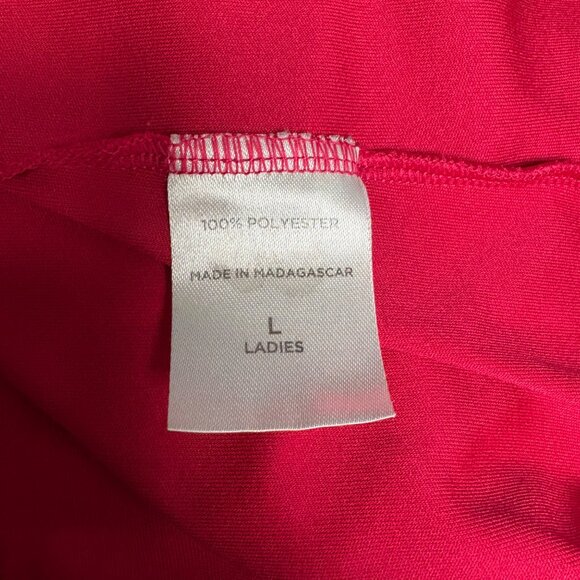 100% POLYESTER
MADE IN MADAGASCAR
L
LADIES